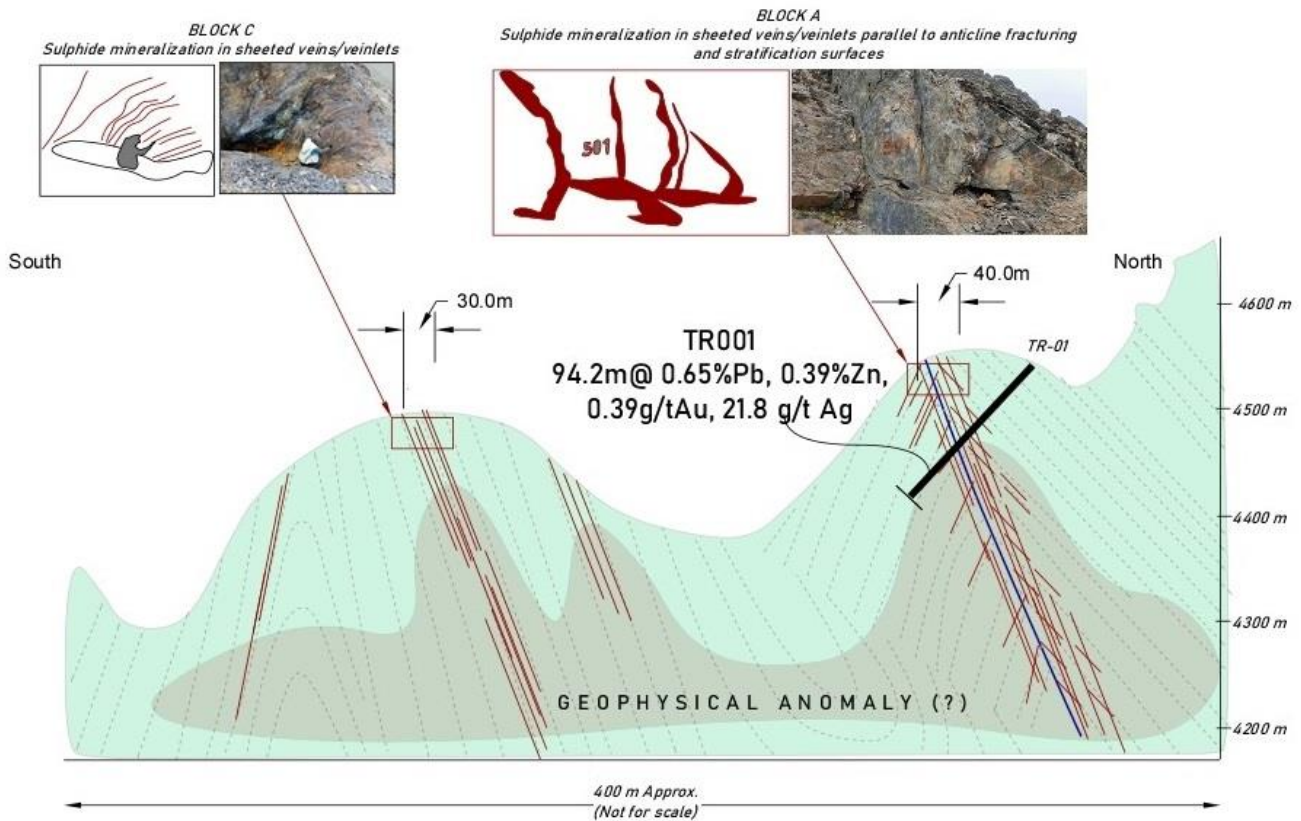 BLOCK C
Sulphide mineralization in sheeted veins/veinlets
BLOCK A
Sulphide mineralization in sheeted veins/veinlets parallel to anticline fracturing
and stratification surfaces
501
South
North
30.0m
40.0m
4600 m
TR001
94.2m@ 0.65%Pb, 0.39%Zn,
0.39g/tAu, 21.8 g/t Ag
TR-01
4500 m
4400 m
4300 m
GEOPHYSICAL ANOMALY (?)
4200 m
400 m Approx.
(Not for scale)